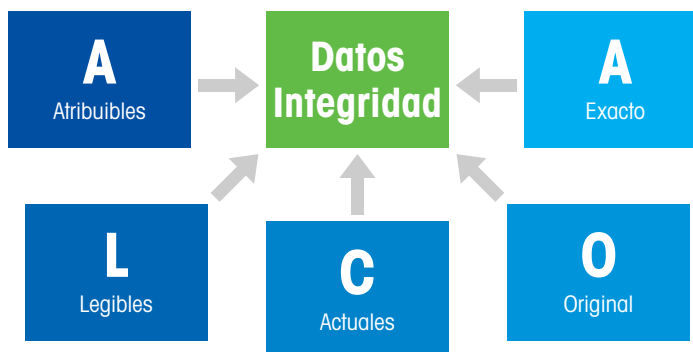 A
Atribuibles
Datos
Integridad
A
Exacto
L
Legibles
C
Actuales
O
Original